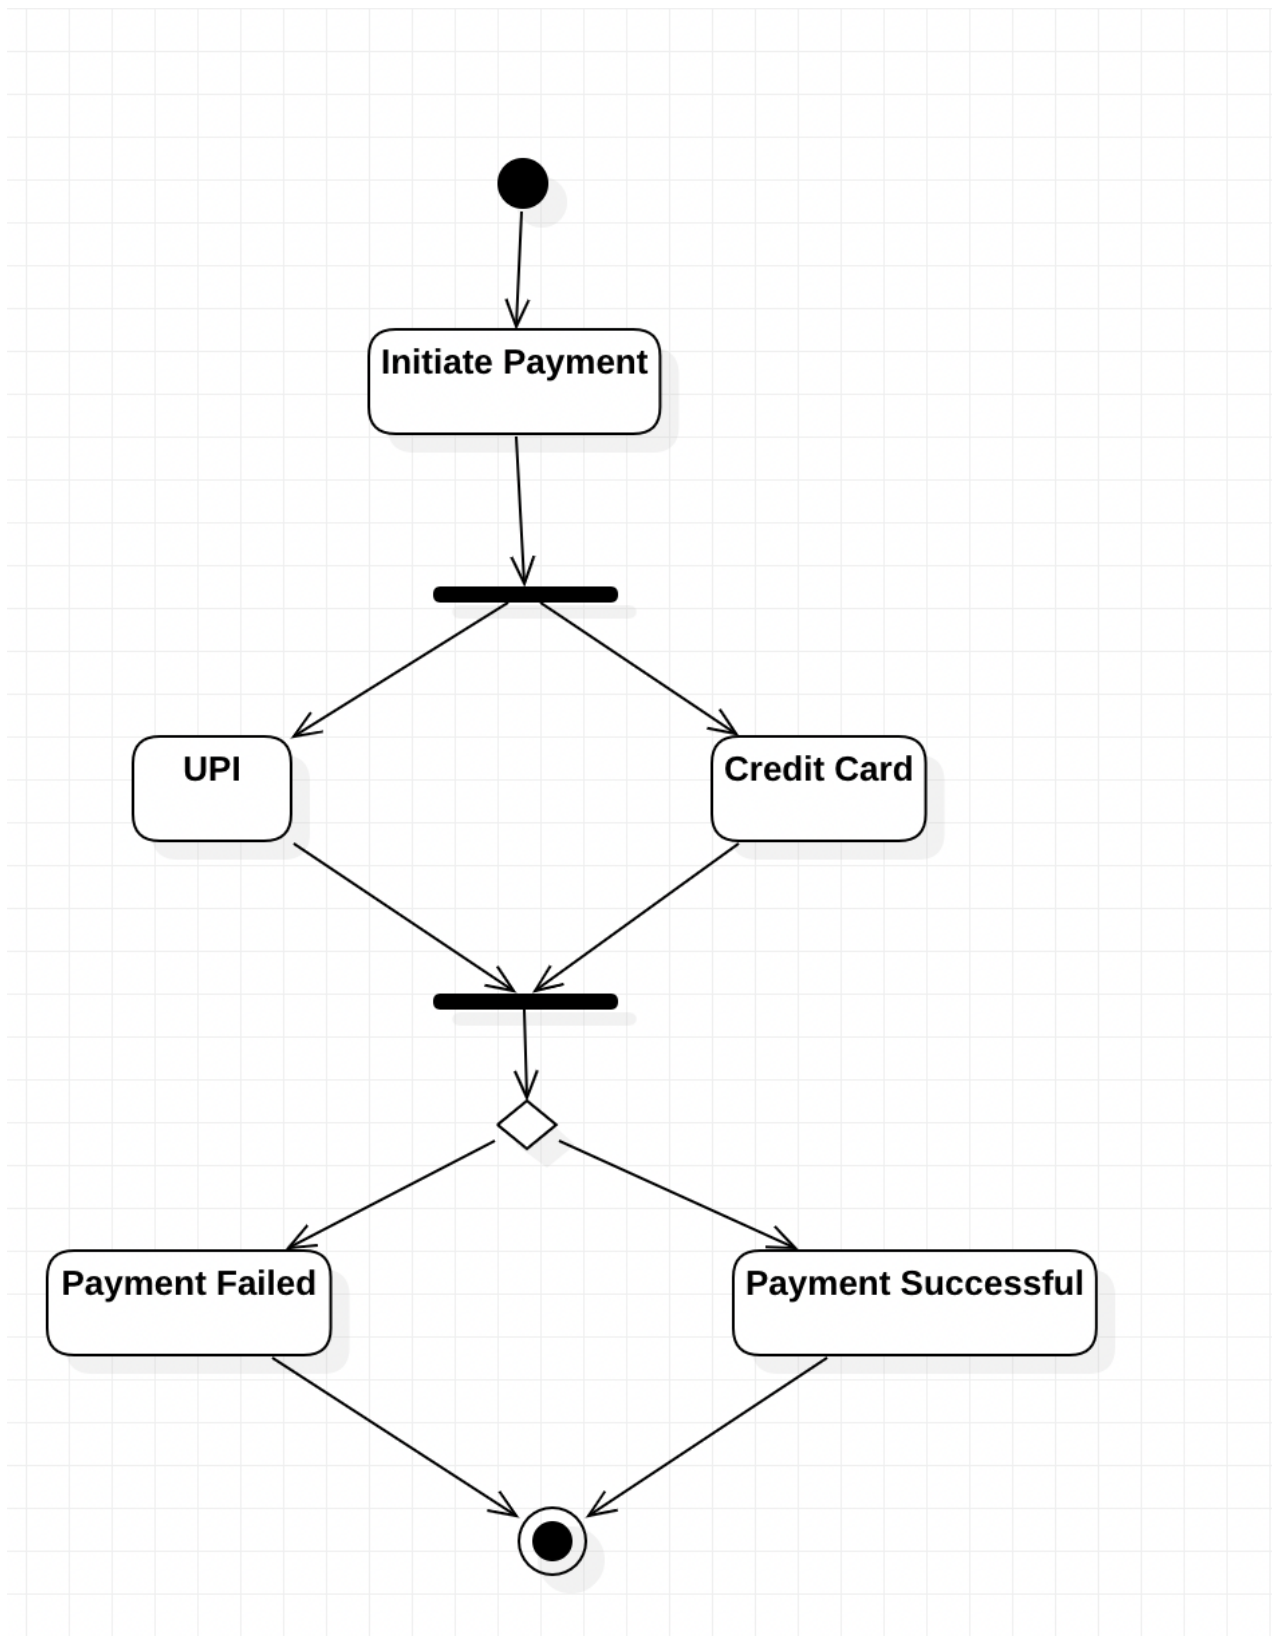 Initiate Payment
UPI
Credit Card
Payment Failed
Payment Successful